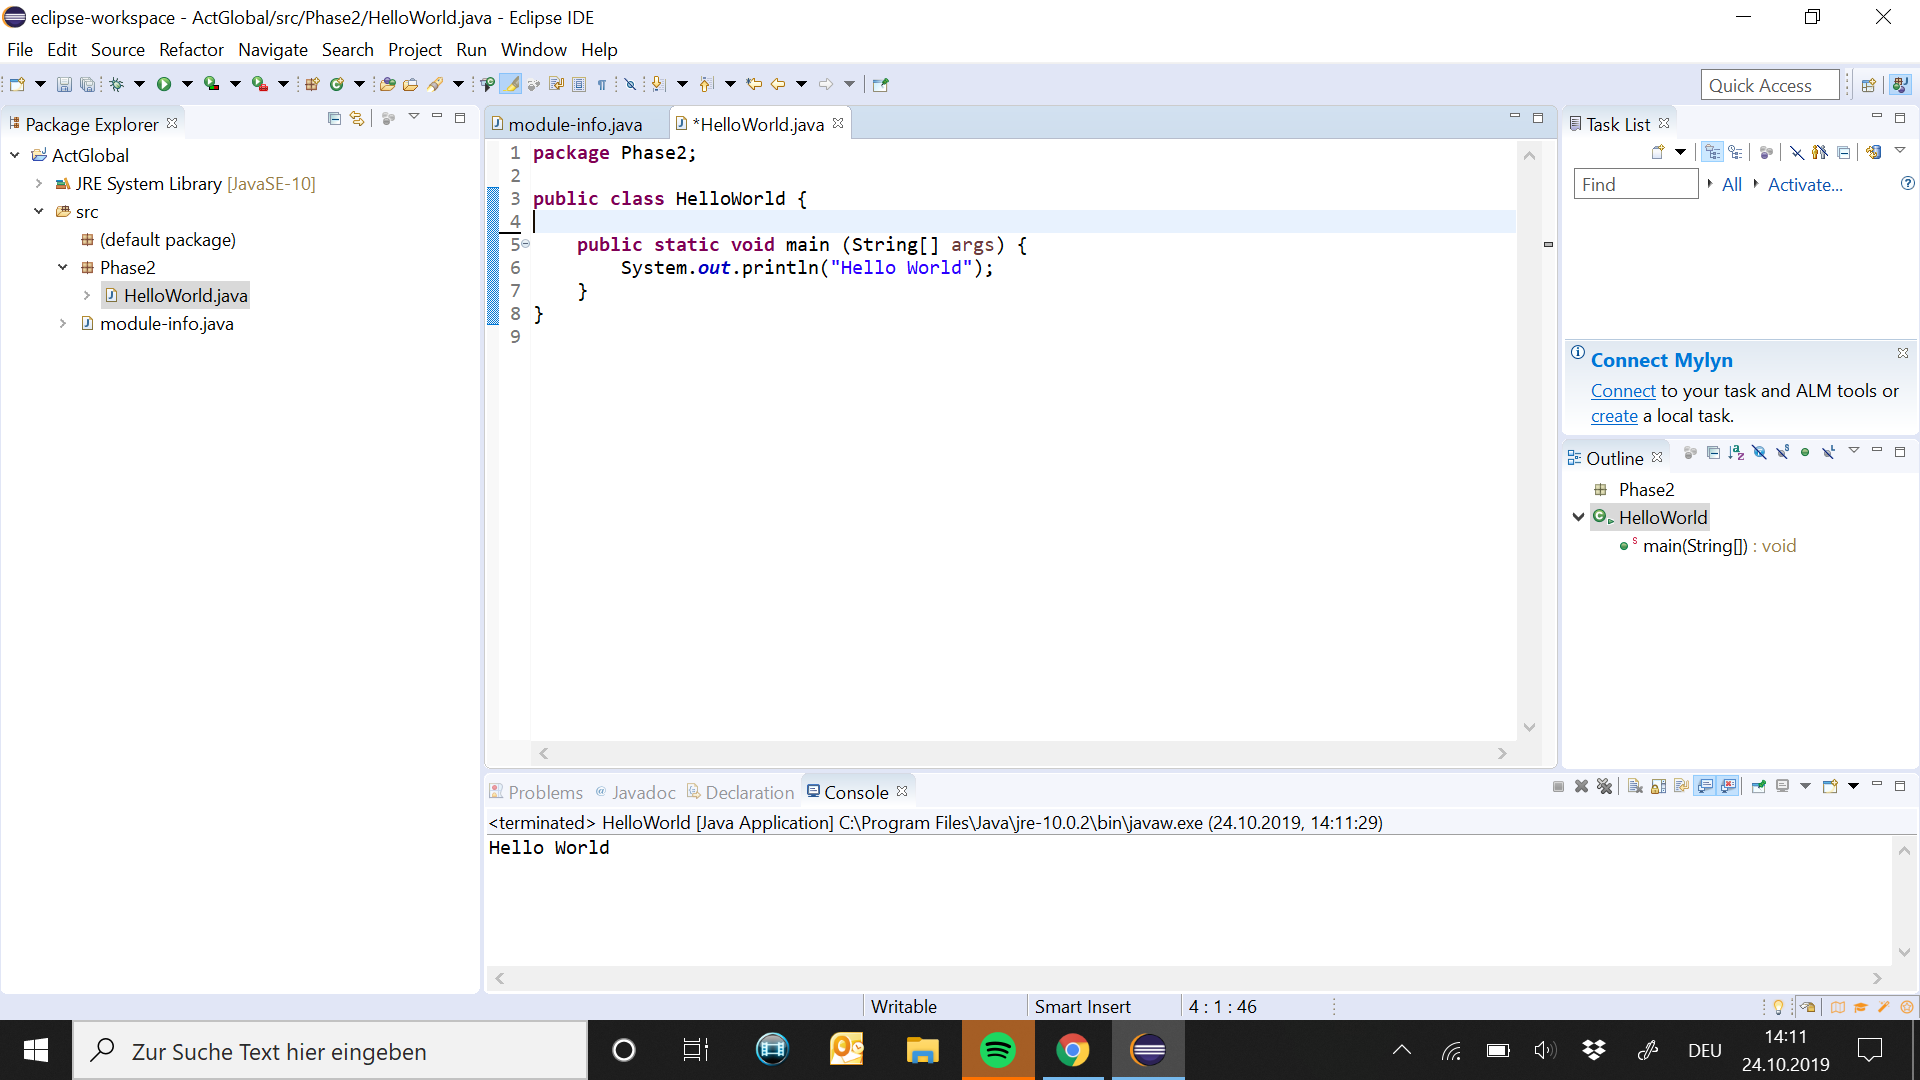 eclipse-workspace - ActGlobal/src/Phase2/HelloWorld.java - Eclipse IDE
File Edit Source Refactor Navigate Search Project Run Window Help
Quick Access
Package Explorer
ActGlobal
JRE System Library [JavaSE-10]
src
(default package)
Phase2
HelloWorld.java
module-info.java
module-info.java *HelloWorld.java
1 package Phase2;
2
3 public class HelloWorld {
4
5 public static void main (String[] args) {
6 System.out.println("Hello World");
7 }
8 }
9
Task List
Find All Activate...
Connect Mylyn
Connect to your task and ALM tools or
create a local task.
Outline
Phase2
HelloWorld
main(String[]) : void
Problems @ Javadoc Declaration Console
<terminated> HelloWorld [Java Application] C:\Program Files\Java\jre-10.0.2\bin\javaw.exe (24.10.2019, 14:11:29)
Hello World
Writable Smart Insert 4 : 1 : 46
Zur Suche Text hier eingeben
DEU
14:11
24.10.2019